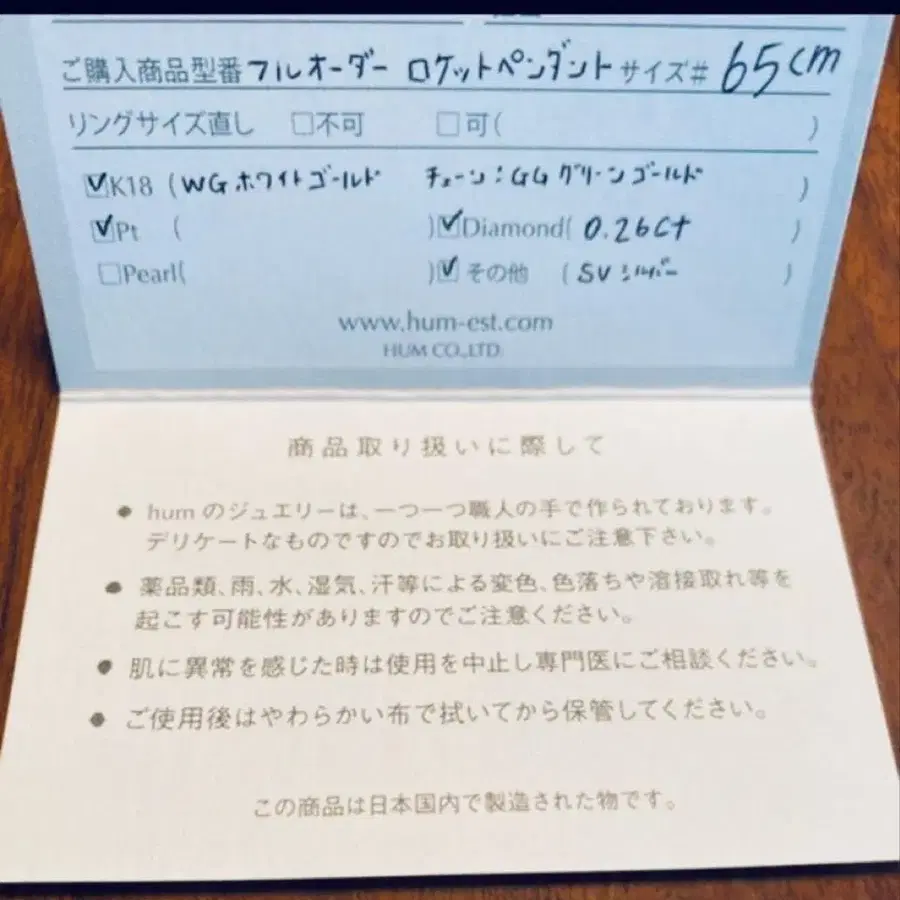 ご購入商品型番 フルオーダー ロケットペンダント サイズ# 65cm
リングサイズ直し □不可 □可( )
☑K18 (WG ホワイトゴールド チェーン:GG グリーンゴールド )
☑Pt ( )☑Diamond( 0.26ct )
□Pearl( )☑その他 (SV シルバー )
www.hum-est.com
HUM CO.,LTD
商品取り扱いに際して
● hum のジュエリーは、一つ一つ職人の手で作られております。
デリケートなものですのでお取り扱いにご注意下さい。
● 薬品類、雨、水、湿気、汗等による変色、色落ちや溶接取れ等を
起こす可能性がありますのでご注意ください。
● 肌に異常を感じた時は使用を中止し専門医にご相談ください。
● ご使用後はやわらかい布で拭いてから保管してください。
この商品は日本国内で製造された物です。